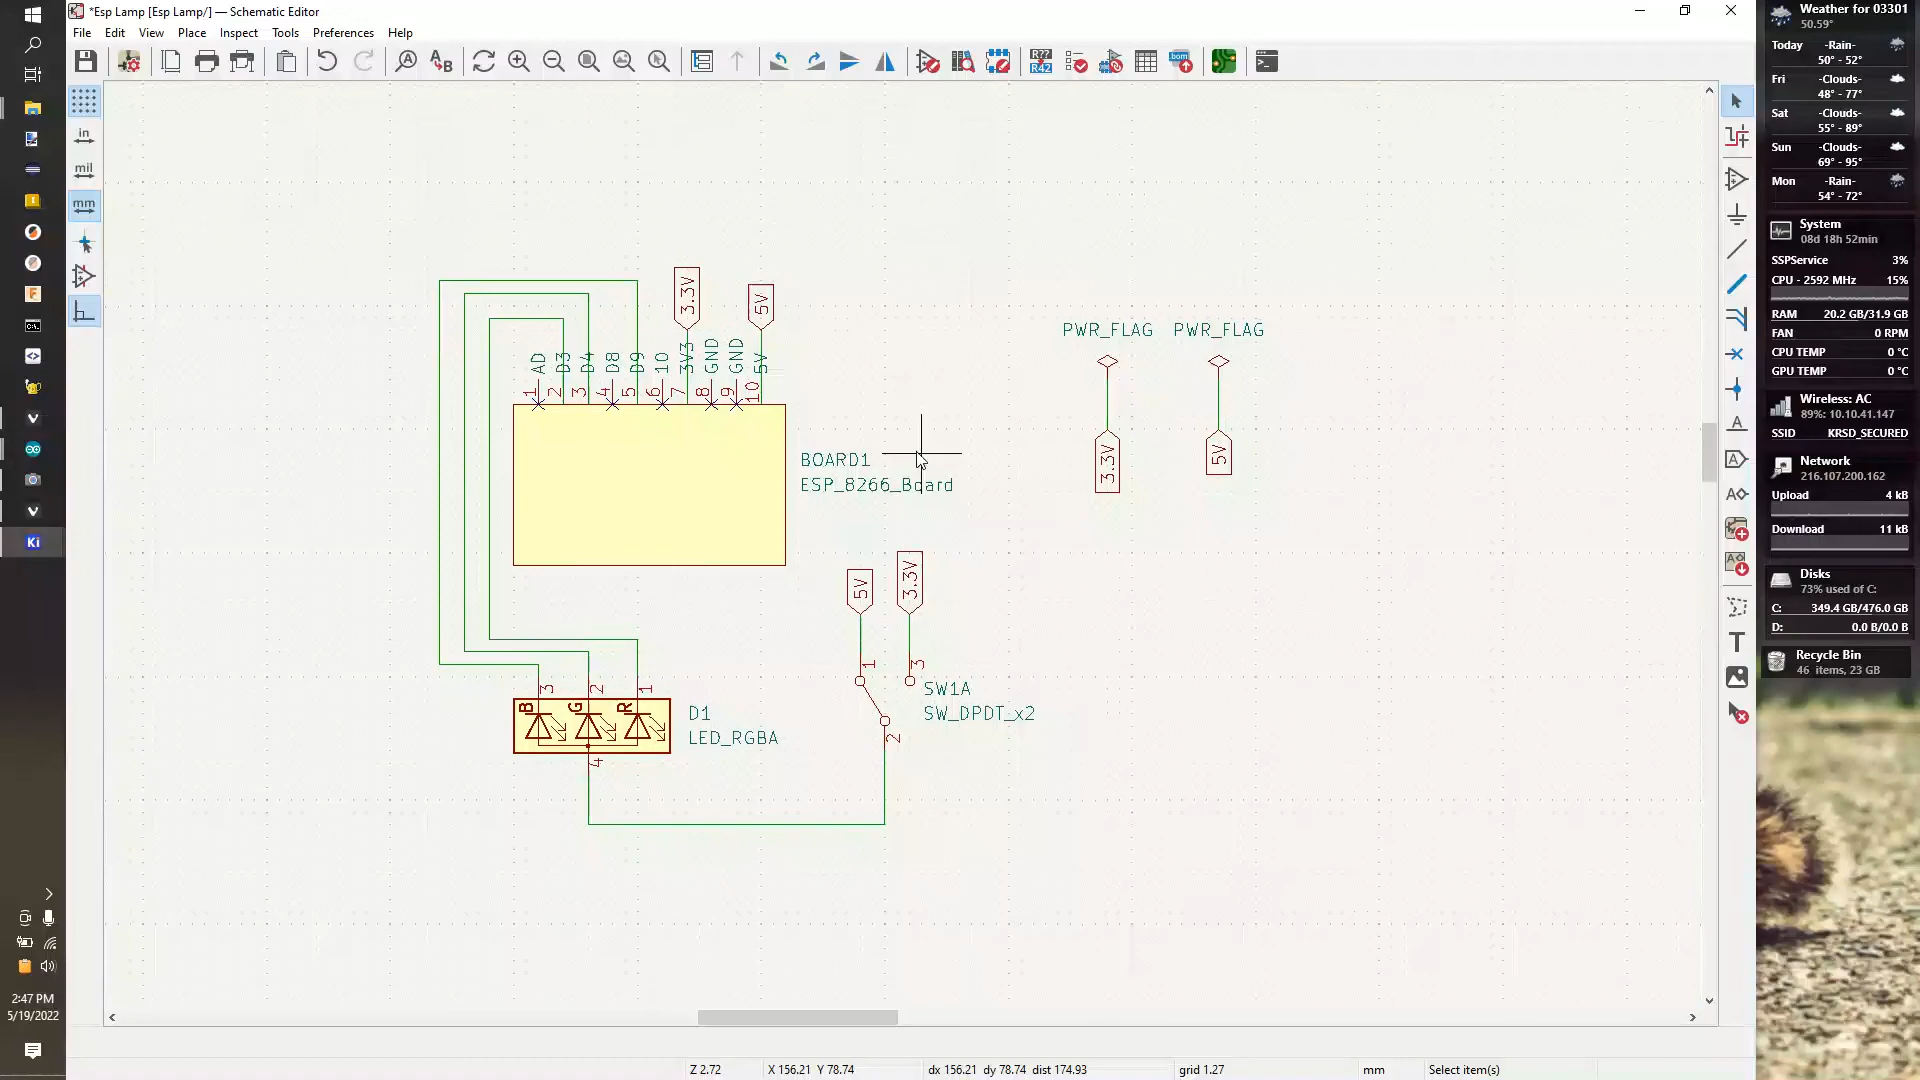 *Esp Lamp [Esp Lamp/] — Schematic Editor
File Edit View Place Inspect Tools Preferences Help
A
B
R??
R42
bom
in
mil
mm
3.3V
5V
AD
D3
D4
D8
D9
10
3V3
GND
GND
5V
1
2
3
4
5
6
7
8
9
10
BOARD1
ESP_8266_Board
PWR_FLAG PWR_FLAG
3.3V
5V
5V
3.3V
1
3
SW1A
SW_DPDT_x2
2
3
2
1
B
G
R
D1
LED_RGBA
4
A
A
A
A
T
Ki
2:47 PM
5/19/2022
Z 2.72
X 156.21 Y 78.74
dx 156.21 dy 78.74 dist 174.93
grid 1.27
mm
Select item(s)
Weather for 03301
50.59°
Today -Rain-
50° - 52°
Fri -Clouds-
48° - 77°
Sat -Clouds-
55° - 89°
Sun -Clouds-
69° - 95°
Mon -Rain-
54° - 72°
System
08d 18h 52min
SSPService 3%
CPU - 2592 MHz 15%
RAM 20.2 GB/31.9 GB
FAN 0 RPM
CPU TEMP 0 °C
GPU TEMP 0 °C
Wireless: AC
89%: 10.10.41.147
SSID KRSD_SECURED
Network
216.107.200.162
Upload 4 kB
Download 11 kB
Disks
73% used of C:
C: 349.4 GB/476.0 GB
D: 0.0 B/0.0 B
Recycle Bin
46 items, 23 GB